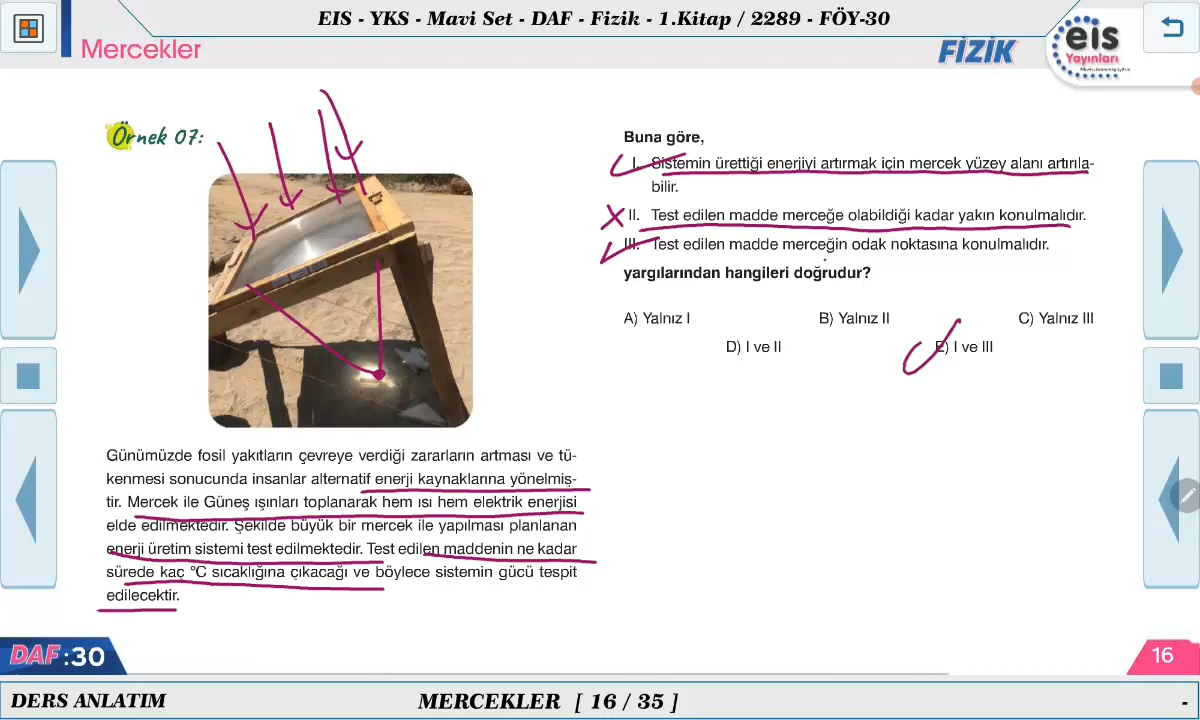 EIS - YKS - Mavi Set - DAF - Fizik - 1.Kitap / 2289 - FÖY-30
Mercekler
FİZİK
eis
Yayınları
Örnek 07:
Günümüzde fosil yakıtların çevreye verdiği zararların artması ve tü-
kenmesi sonucunda insanlar alternatif enerji kaynaklarına yönelmiş-
tir. Mercek ile Güneş ışınları toplanarak hem ısı hem elektrik enerjisi
elde edilmektedir. Şekilde büyük bir mercek ile yapılması planlanan
enerji üretim sistemi test edilmektedir. Test edilen maddenin ne kadar
sürede kaç °C sıcaklığına çıkacağı ve böylece sistemin gücü tespit
edilecektir.
Buna göre,
I. Sistemin ürettiği enerjiyi artırmak için mercek yüzey alanı artırıla-
bilir.
II. Test edilen madde merceğe olabildiği kadar yakın konulmalıdır.
III. Test edilen madde merceğin odak noktasına konulmalıdır.
yargılarından hangileri doğrudur?
A) Yalnız I B) Yalnız II C) Yalnız III
D) I ve II E) I ve III
DAF :30
16
DERS ANLATIM MERCEKLER [ 16 / 35 ] -